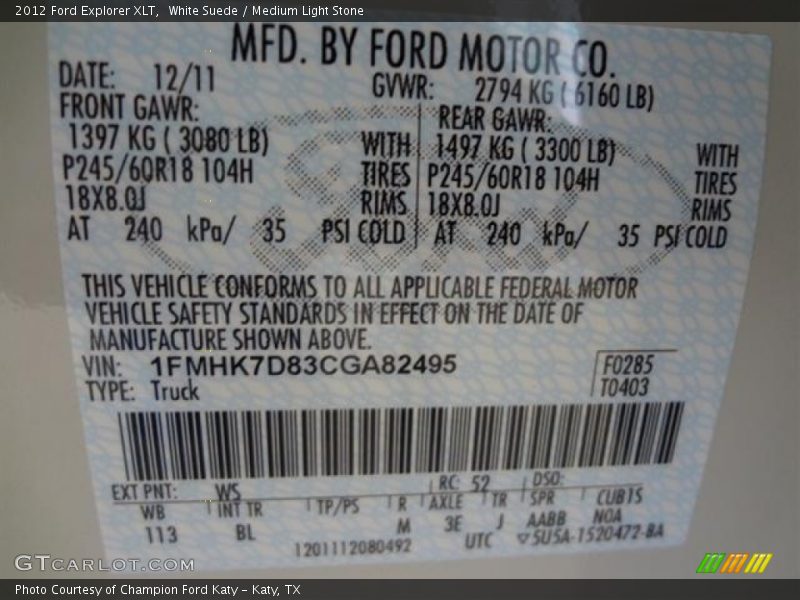 2012 Ford Explorer XLT,  White Suede / Medium Light Stone
MFD. BY FORD MOTOR CO.
DATE: 12/11 GVWR: 2794 KG ( 6160 LB)
FRONT GAWR: REAR GAWR:
1397 KG ( 3080 LB) WITH 1497 KG ( 3300 LB) WITH
P245/60R18 104H TIRES P245/60R18 104H TIRES
18X8.0J RIMS 18X8.0J RIMS
AT 240 kPa/ 35 PSI COLD AT 240 kPa/ 35 PSI COLD
THIS VEHICLE CONFORMS TO ALL APPLICABLE FEDERAL MOTOR
VEHICLE SAFETY STANDARDS IN EFFECT ON THE DATE OF
MANUFACTURE SHOWN ABOVE.
VIN: 1FMHK7D83CGA82495 F0285
TYPE: Truck T0403
EXT PNT: WS RC: 52 DSO:
WB INT TR TP/PS R AXLE TR SPR CUB1S
113 BL M 3E J AABB NOA
1201112080492 UTC ▽5U5A-1520472-BA
GTCARLOT.COM
Photo Courtesy of Champion Ford Katy – Katy, TX